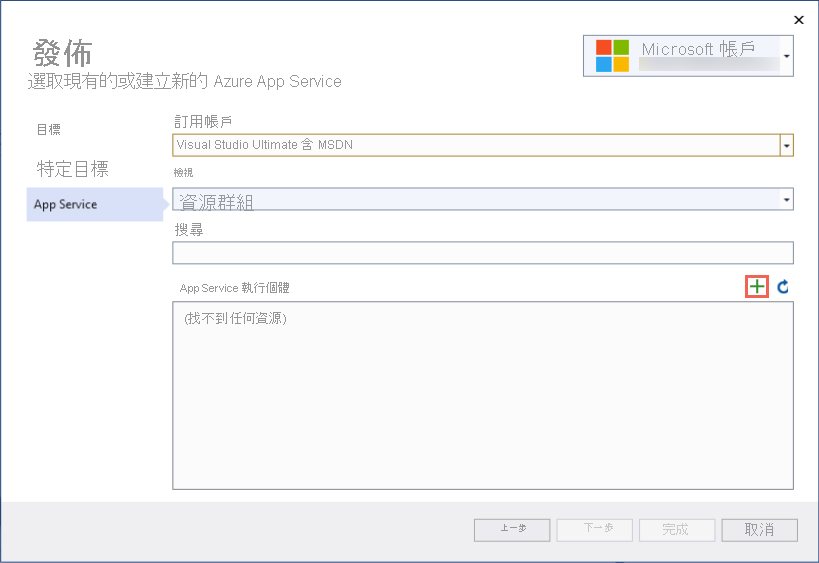 發佈
選取現有的或建立新的 Azure App Service
Microsoft 帳戶
目標
特定目標
App Service
訂用帳戶
Visual Studio Ultimate 含 MSDN
檢視
資源群組
搜尋
App Service 執行個體
(找不到任何資源)
上一步
下一步
完成
取消